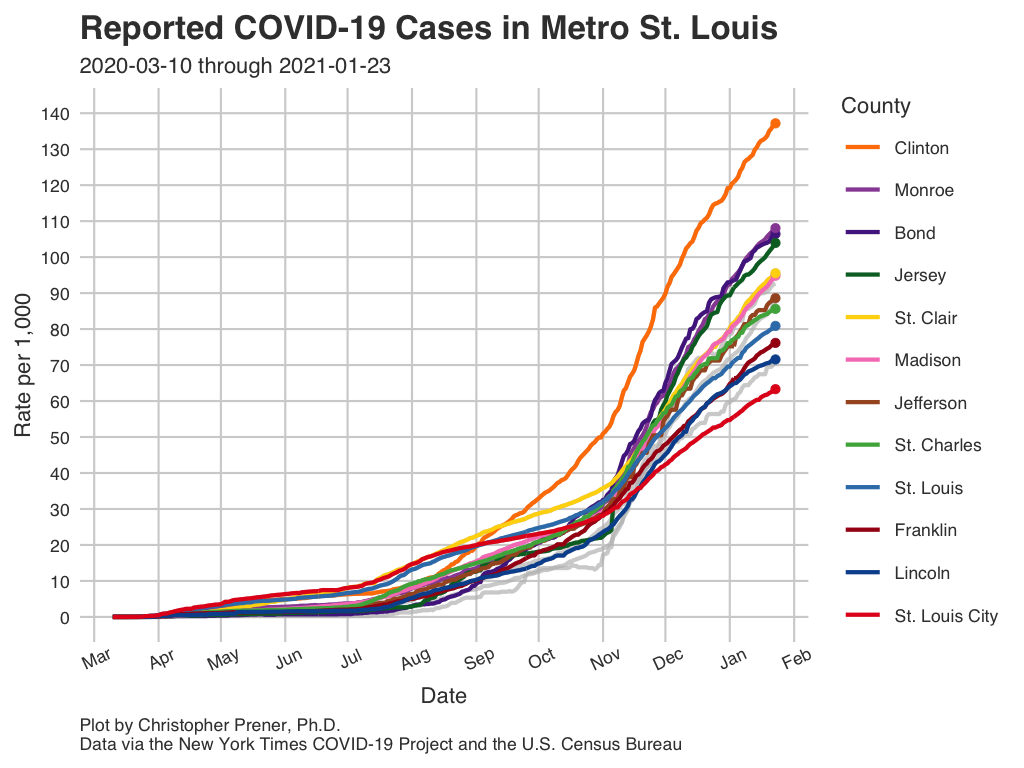 Reported COVID-19 Cases in Metro St. Louis
2020-03-10 through 2021-01-23
140
130
120
110
100
90
80
70
60
50
40
30
20
10
0
Rate per 1,000
Mar
Apr
May
Jun
Jul
Aug
Sep
Oct
Nov
Dec
Jan
Feb
Date
County
Clinton
Monroe
Bond
Jersey
St. Clair
Madison
Jefferson
St. Charles
St. Louis
Franklin
Lincoln
St. Louis City
Plot by Christopher Prener, Ph.D.
Data via the New York Times COVID-19 Project and the U.S. Census Bureau